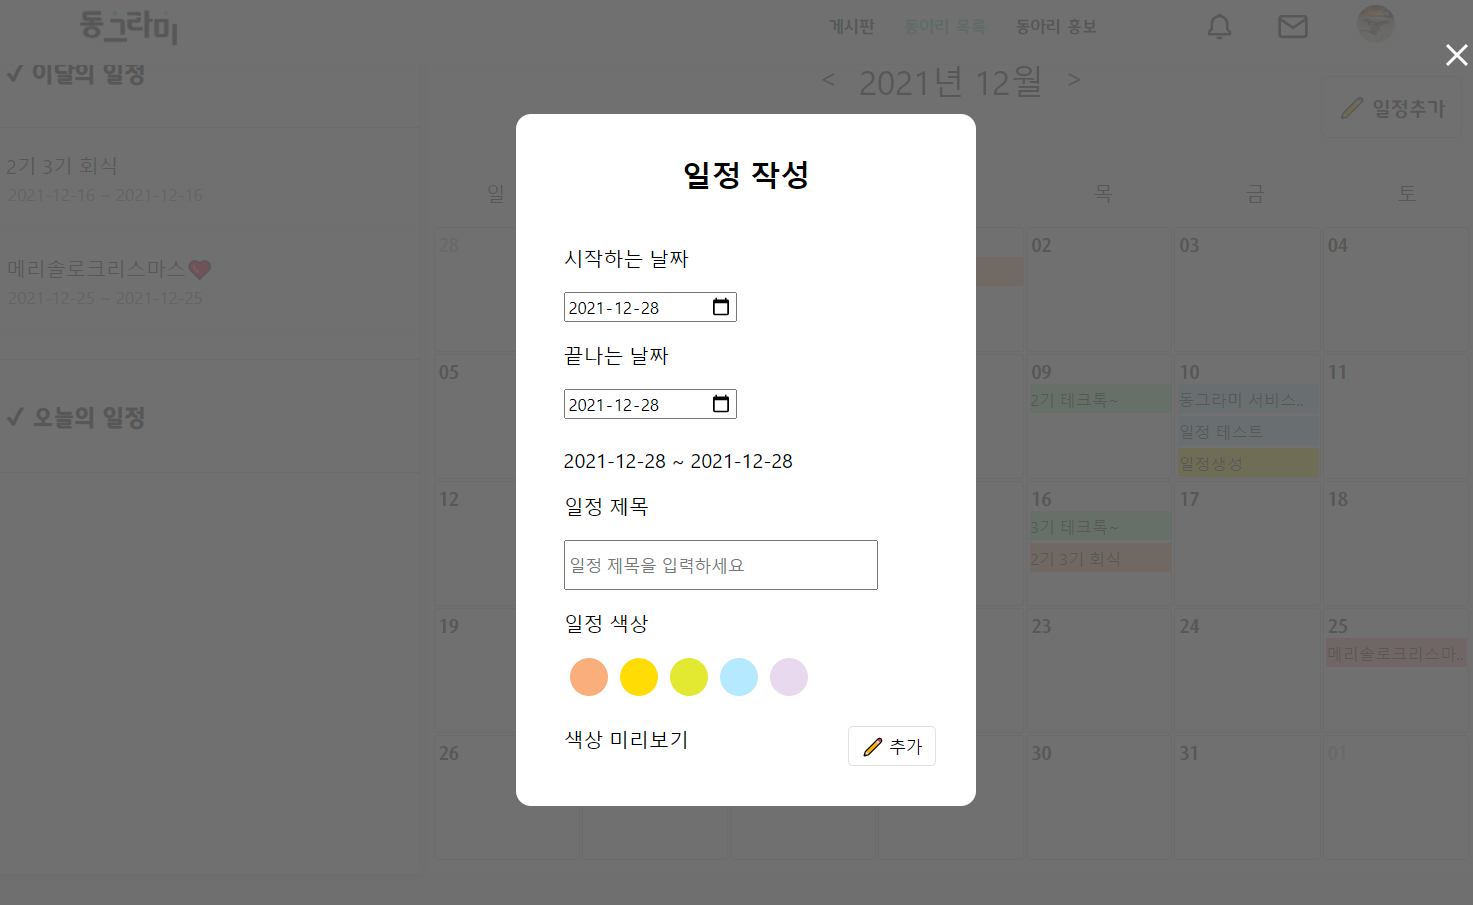 동그라미
게시판 동아리 목록 동아리 홍보
✓ 이달의 일정
2기 3기 회식
2021-12-16 ~ 2021-12-16
메리솔로크리스마스
2021-12-25 ~ 2021-12-25
✓ 오늘의 일정
< 2021년 12월 >
일정추가
일 목 금 토
28 02 03 04
05 09 10 11
2기 테크톡~ 동그라미 서비스..
일정 테스트
일정생성
12 16 17 18
3기 테크톡~
2기 3기 회식
19 23 24 25
메리솔로크리스마..
26 30 31 01
일정 작성
시작하는 날짜
2021-12-28
끝나는 날짜
2021-12-28
2021-12-28 ~ 2021-12-28
일정 제목
일정 제목을 입력하세요
일정 색상
색상 미리보기
추가